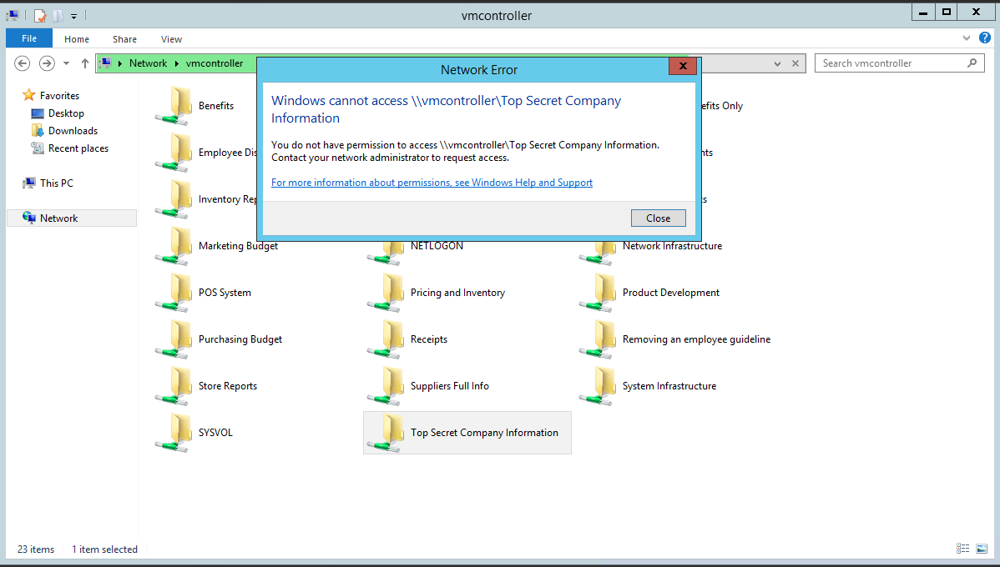 vmcontroller
File Home Share View
Network vmcontroller
Search vmcontroller
Favorites
Desktop
Downloads
Recent places
This PC
Network
Network Error
Windows cannot access \\vmcontroller\Top Secret Company
Information
You do not have permission to access \\vmcontroller\Top Secret Company Information.
Contact your network administrator to request access.
For more information about permissions, see Windows Help and Support
Close
Benefits
Only
Employee
Inventory
Marketing Budget NETLOGON Network Infrastructure
POS System Pricing and Inventory Product Development
Purchasing Budget Receipts Removing an employee guideline
Store Reports Suppliers Full Info System Infrastructure
SYSVOL Top Secret Company Information
23 items 1 item selected